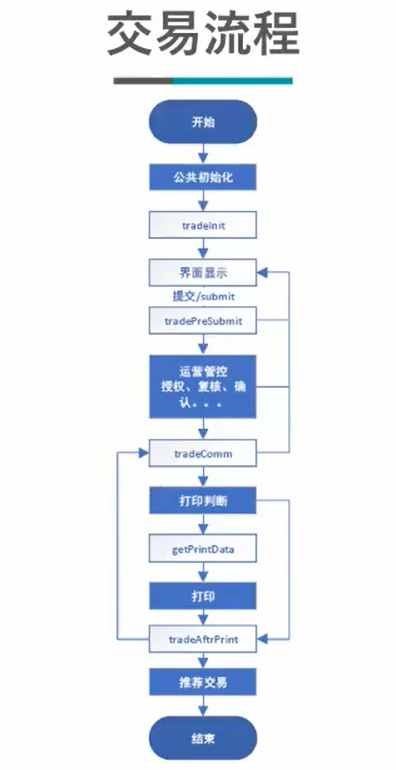 交易流程
开始
公共初始化
tradeInit
界面显示
提交/submit
tradePreSubmit
运营管控
授权、复核、确
认。。。
tradeComm
打印判断
getPrintData
打印
tradeAftrPrint
推荐交易
结束